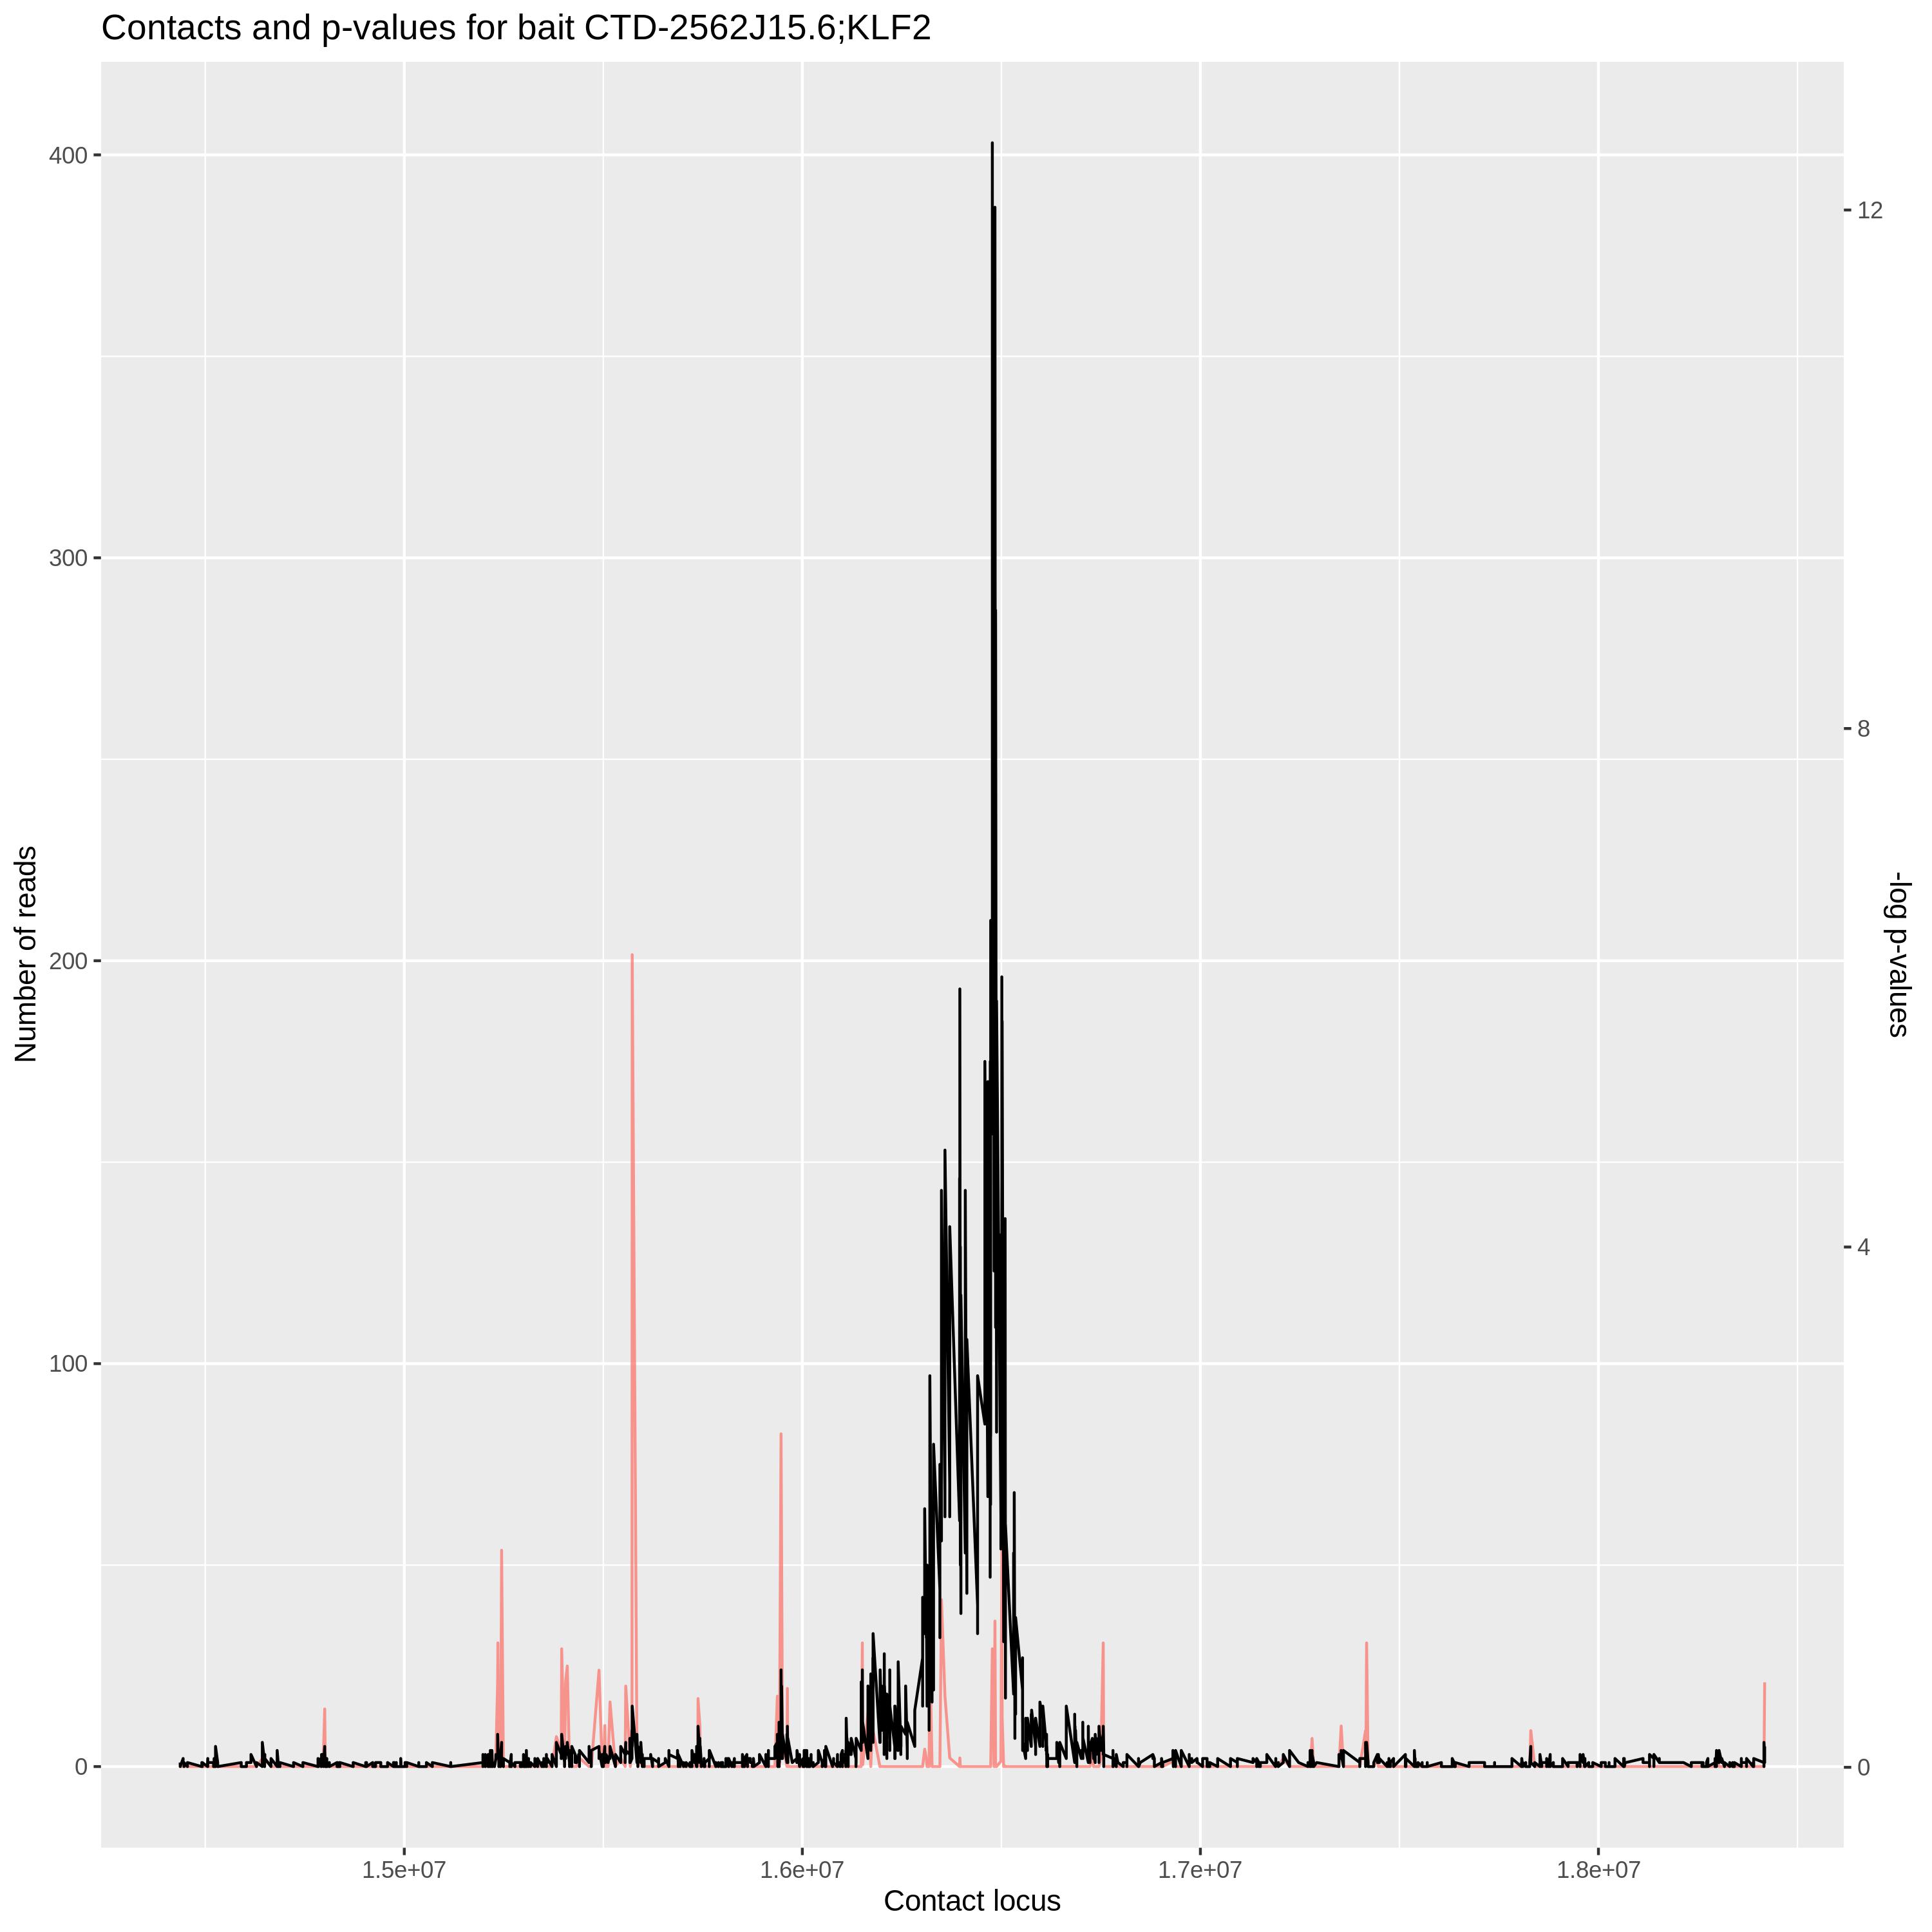 Contacts and p-values for bait CTD-2562J15.6;KLF2
400
300
200
100
0
Number of reads
12
8
4
0
-log p-values
1.5e+07 1.6e+07 1.7e+07 1.8e+07
Contact locus